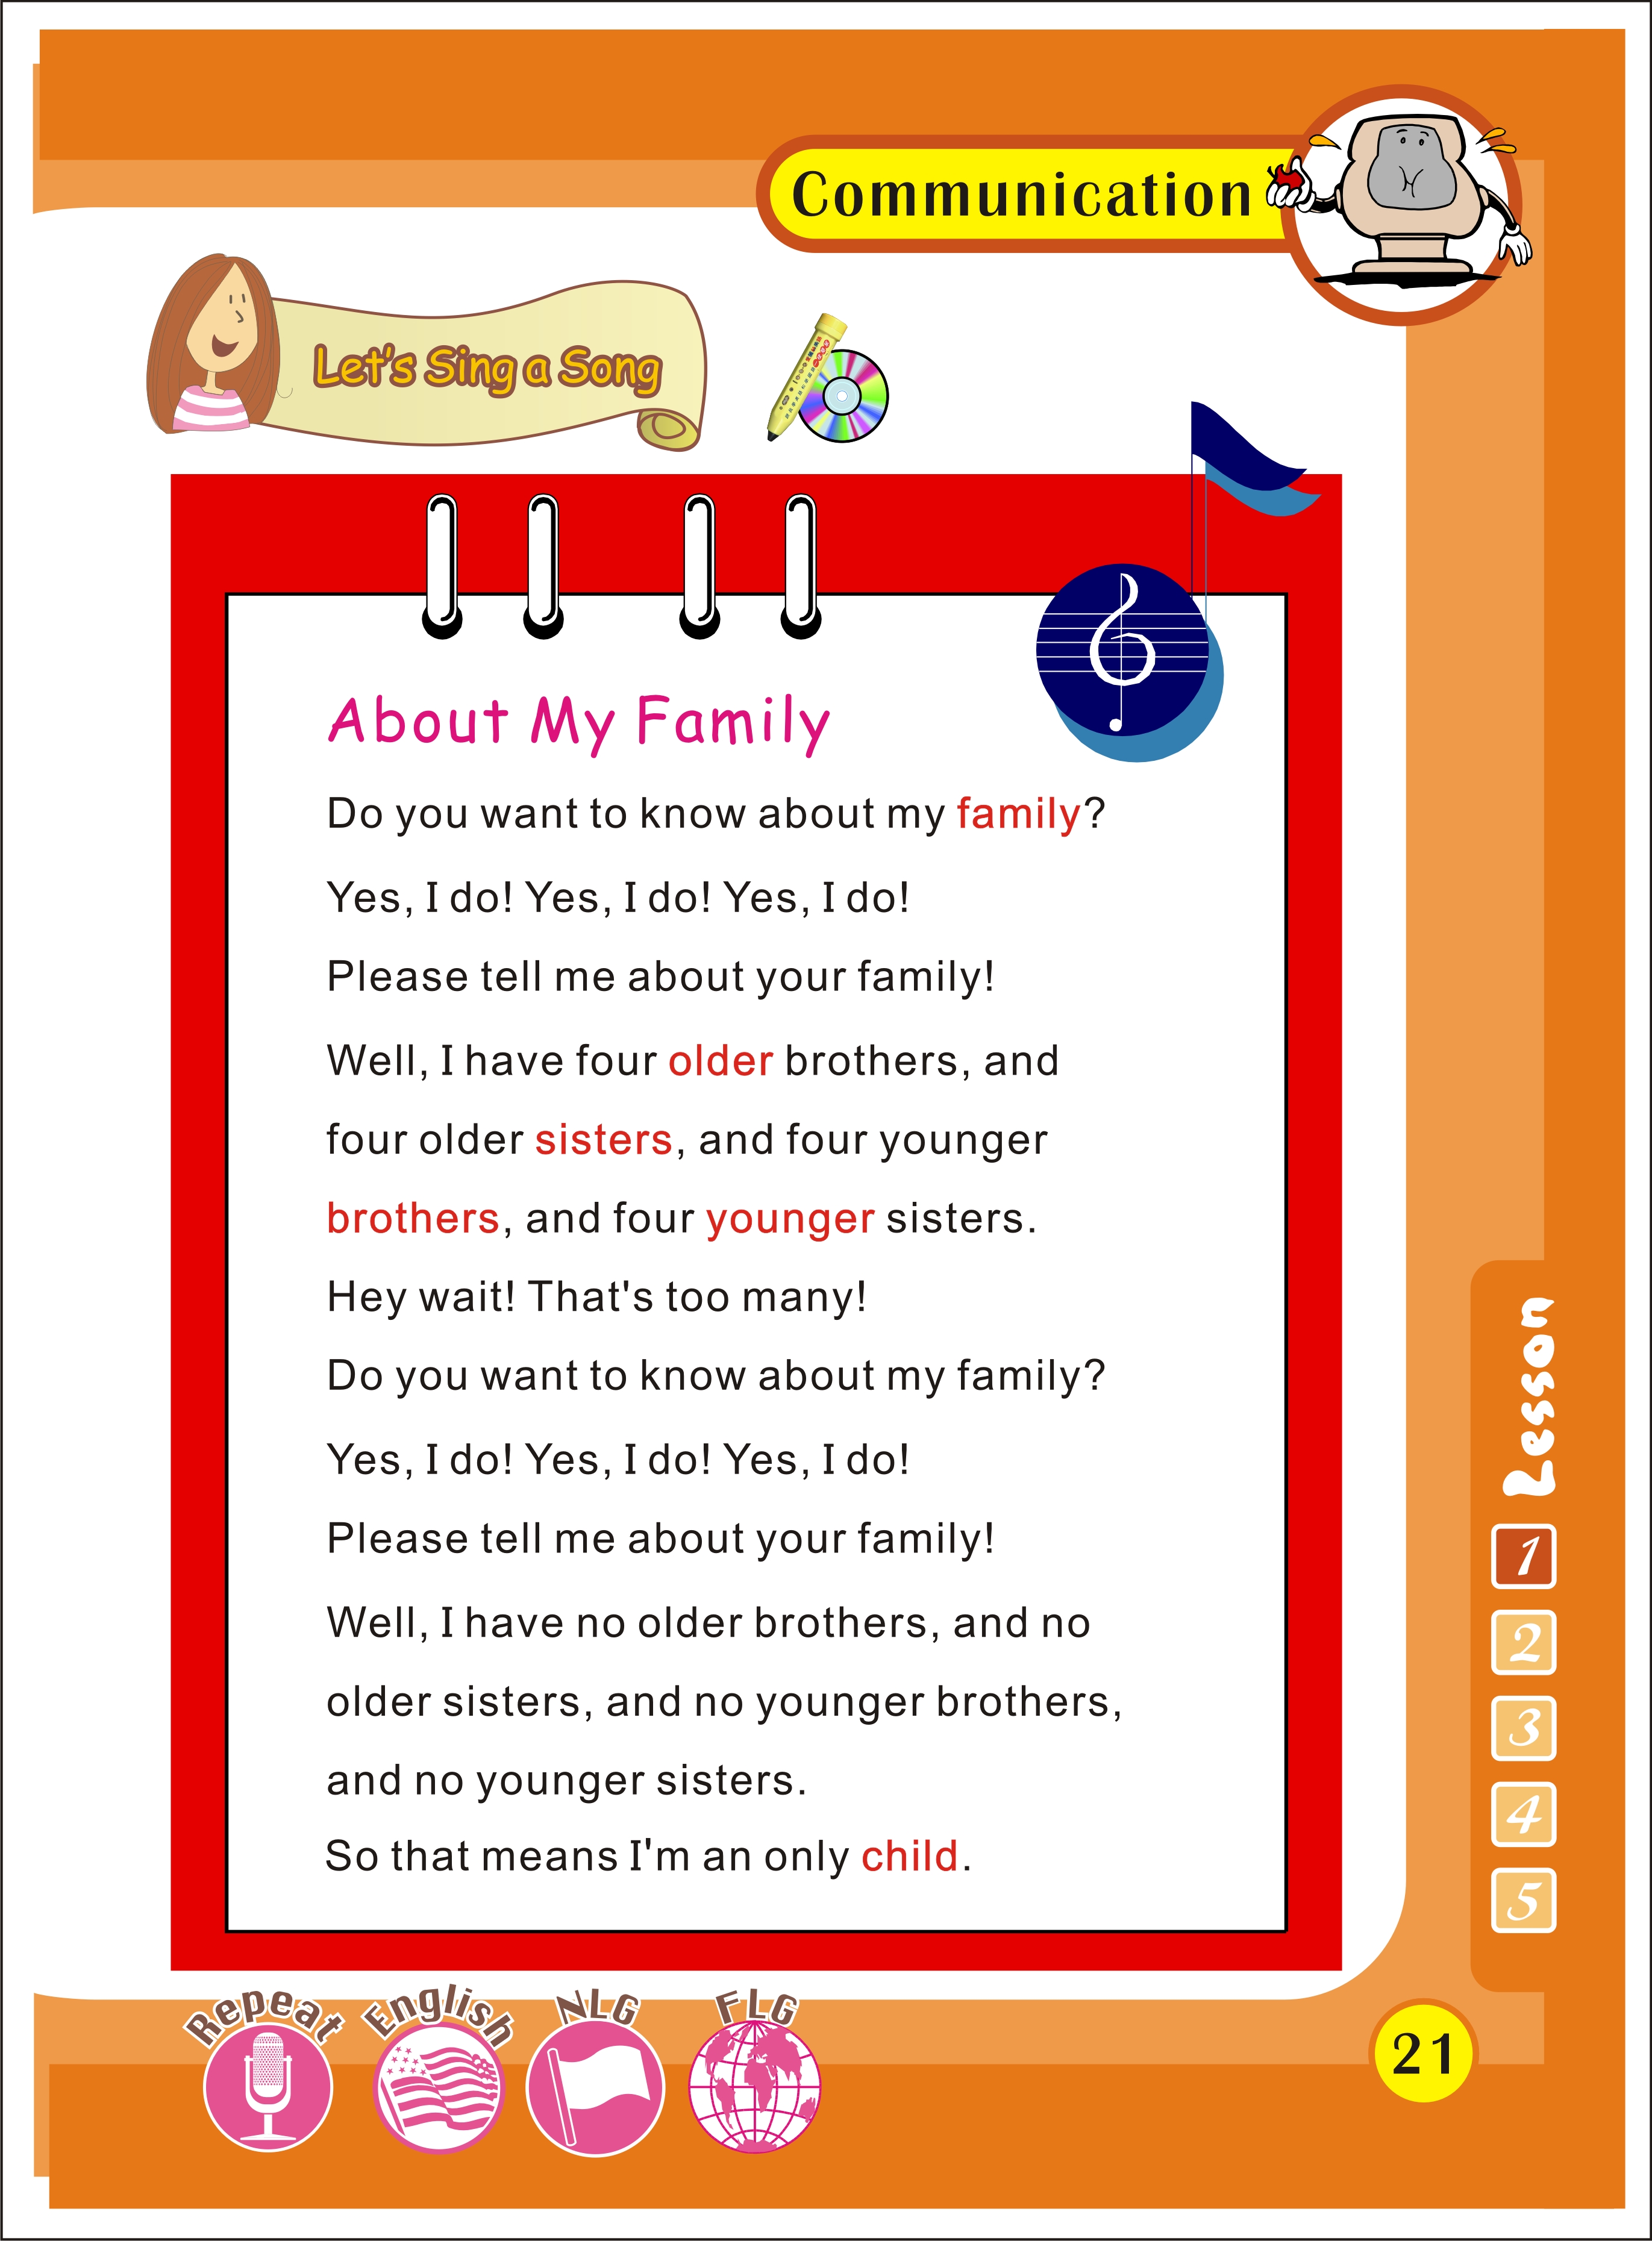 Communication
Let's Sing a Song
About My Family
Do you want to know about my family?
Yes, I do! Yes, I do! Yes, I do!
Please tell me about your family!
Well, I have four older brothers, and
four older sisters, and four younger
brothers, and four younger sisters.
Hey wait! That's too many!
Do you want to know about my family?
Yes, I do! Yes, I do! Yes, I do!
Please tell me about your family!
Well, I have no older brothers, and no
older sisters, and no younger brothers,
and no younger sisters.
So that means I'm an only child.
Lesson
1
2
3
4
5
Repeat
English
NLG
FLG
21